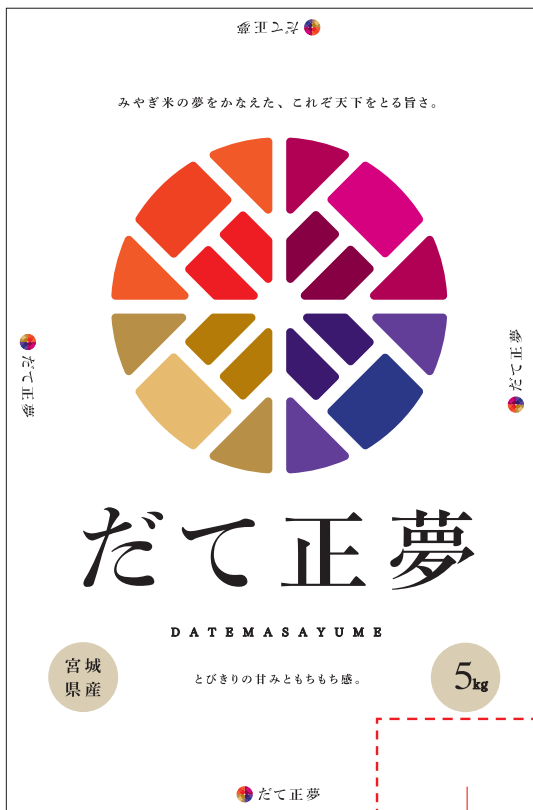 だて正夢
みやぎ米の夢をかなえた、これぞ天下をとる旨さ。
だて正夢
だて正夢
だて正夢
DATEMASAYUME
宮城
県産
とびきりの甘みともちもち感。
5kg
だて正夢